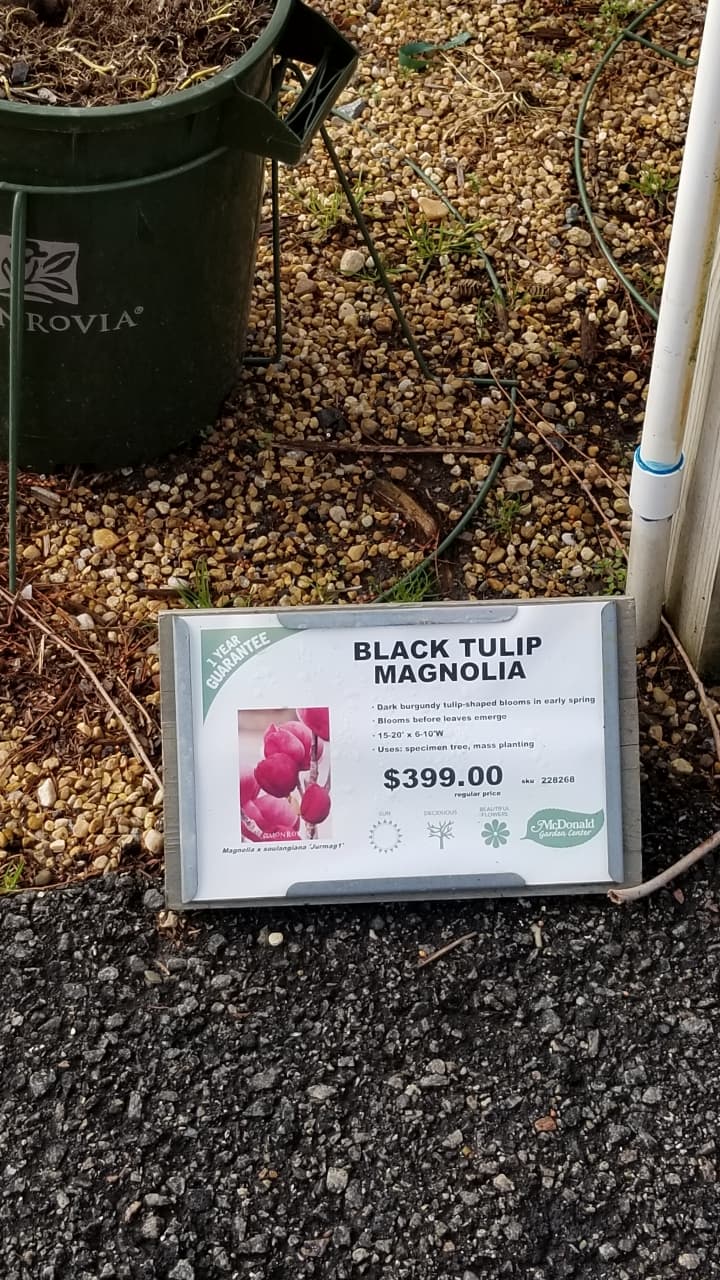 ROVIA®
1 YEAR
GUARANTEE
BLACK TULIP
MAGNOLIA
· Dark burgundy tulip-shaped blooms in early spring
· Blooms before leaves emerge
· 15-20' x 6-10'W
· Uses: specimen tree, mass planting
$399.00 sku 228268
regular price
SUN
DECIDUOUS
BEAUTIFUL
FLOWERS
McDonald
Garden Center
Magnolia x soulangiana 'Jurmag1'